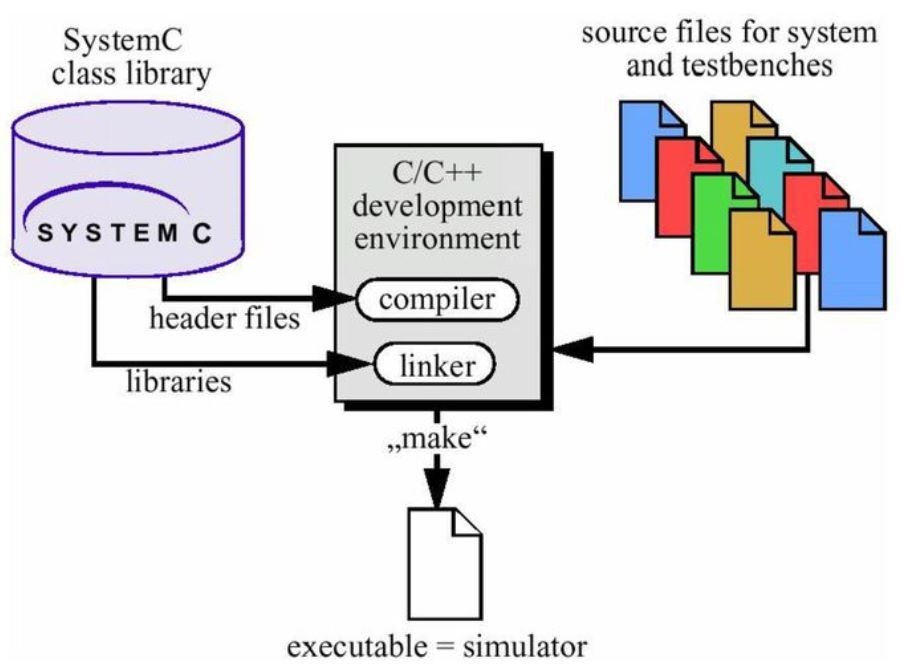 SystemC
class library
SYSTEM C
header files
libraries
C/C++
development
environment
compiler
linker
„make“
executable = simulator
source files for system
and testbenches